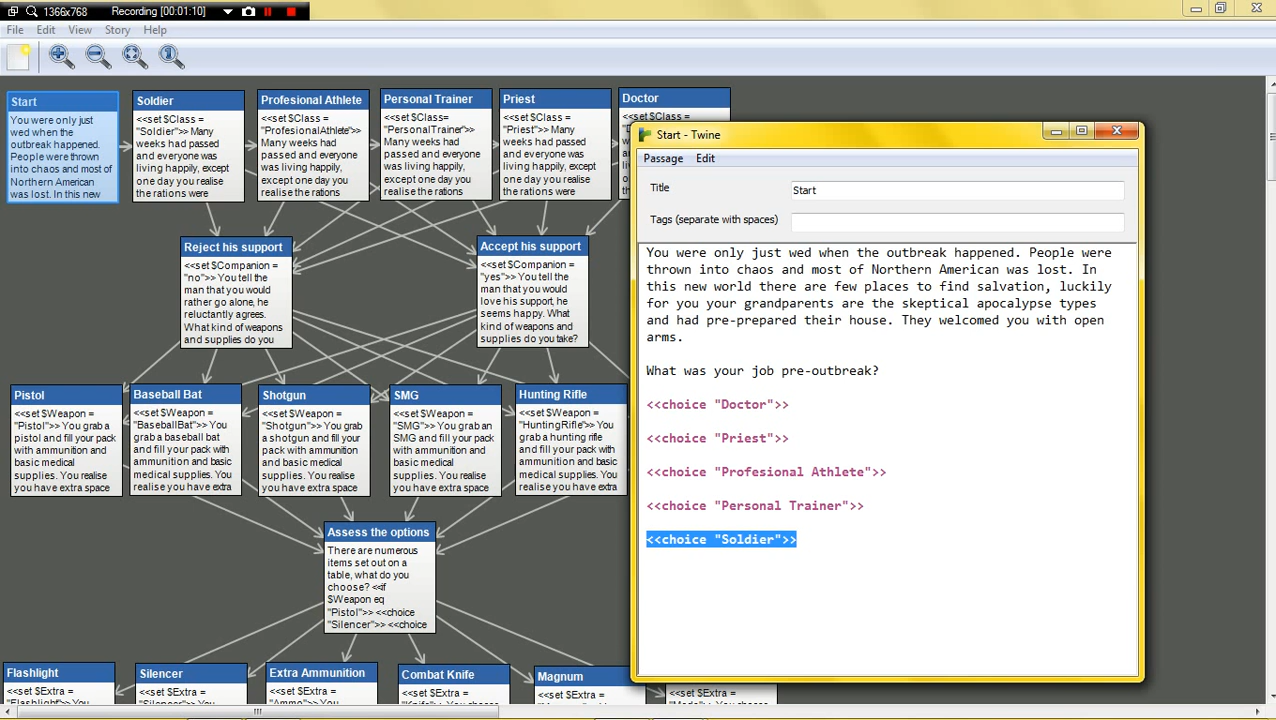 1366x768 Recording [00:01:10]
File Edit View Story Help
Start
You were only just
wed when the
outbreak happened.
People were thrown
into chaos and most of
Northern American
was lost. In this new
Soldier
<<set $Class =
"Soldier">> Many
weeks had passed
and everyone was
living happily, except
one day you realise
the rations were
Profesional Athlete
<<set $Class =
"ProfesionalAthlete">>
Many weeks had
passed and everyone
was living happily,
except one day you
realise the rations
Personal Trainer
<<set $Class=
"PersonalTrainer">>
Many weeks had
passed and everyone
was living happily,
except one day you
realise the rations
Priest
<<set $Class =
"Priest">> Many
weeks had passed
and everyone was
living happily, except
one day you realise
the rations were
Doctor
Reject his support
<<set $Companion =
"no">> You tell the
man that you would
rather go alone, he
reluctantly agrees.
What kind of weapons
and supplies do you
Accept his support
<<set $Companion =
"yes">> You tell the
man that you would
love his support, he
seems happy. What
kind of weapons and
supplies do you take?
Pistol
<<set $Weapon =
"Pistol">> You grab a
pistol and fill your pack
with ammunition and
basic medical
supplies. You realise
you have extra space
Baseball Bat
<<set $Weapon =
"BaseballBat">> You
grab a baseball bat
and fill your pack with
ammunition and basic
medical supplies. You
realise you have extra
Shotgun
<<set $Weapon =
"Shotgun">> You grab
a shotgun and fill your
pack with ammunition
and basic medical
supplies. You realise
you have extra space
SMG
<<set $Weapon =
"SMG">> You grab an
SMG and fill your pack
with ammunition and
basic medical
supplies. You realise
you have extra space
Hunting Rifle
<<set $Weapon =
"HuntingRifle">> You
grab a hunting rifle
and fill your pack with
ammunition and basic
medical supplies. You
realise you have extra
Assess the options
There are numerous
items set out on a
table, what do you
choose? <<if
$Weapon eq
"Pistol">> <<choice
"Silencer">> <<choice
Flashlight
<<set $Extra =
"Flashlight">> You
Silencer
<<set $Extra =
"Silencer">> You
Extra Ammunition
<<set $Extra =
"Ammo">> You
Combat Knife
<<set $Extra =
"Knife">> You
Magnum
<<set $Extra =
<<set $Extra =
Start - Twine
Passage Edit
Title Start
Tags (separate with spaces)
You were only just wed when the outbreak happened. People were
thrown into chaos and most of Northern American was lost. In
this new world there are few places to find salvation, luckily
for you your grandparents are the skeptical apocalypse types
and had pre-prepared their house. They welcomed you with open
arms.
What was your job pre-outbreak?
<<choice "Doctor">>
<<choice "Priest">>
<<choice "Profesional Athlete">>
<<choice "Personal Trainer">>
<<choice "Soldier">>